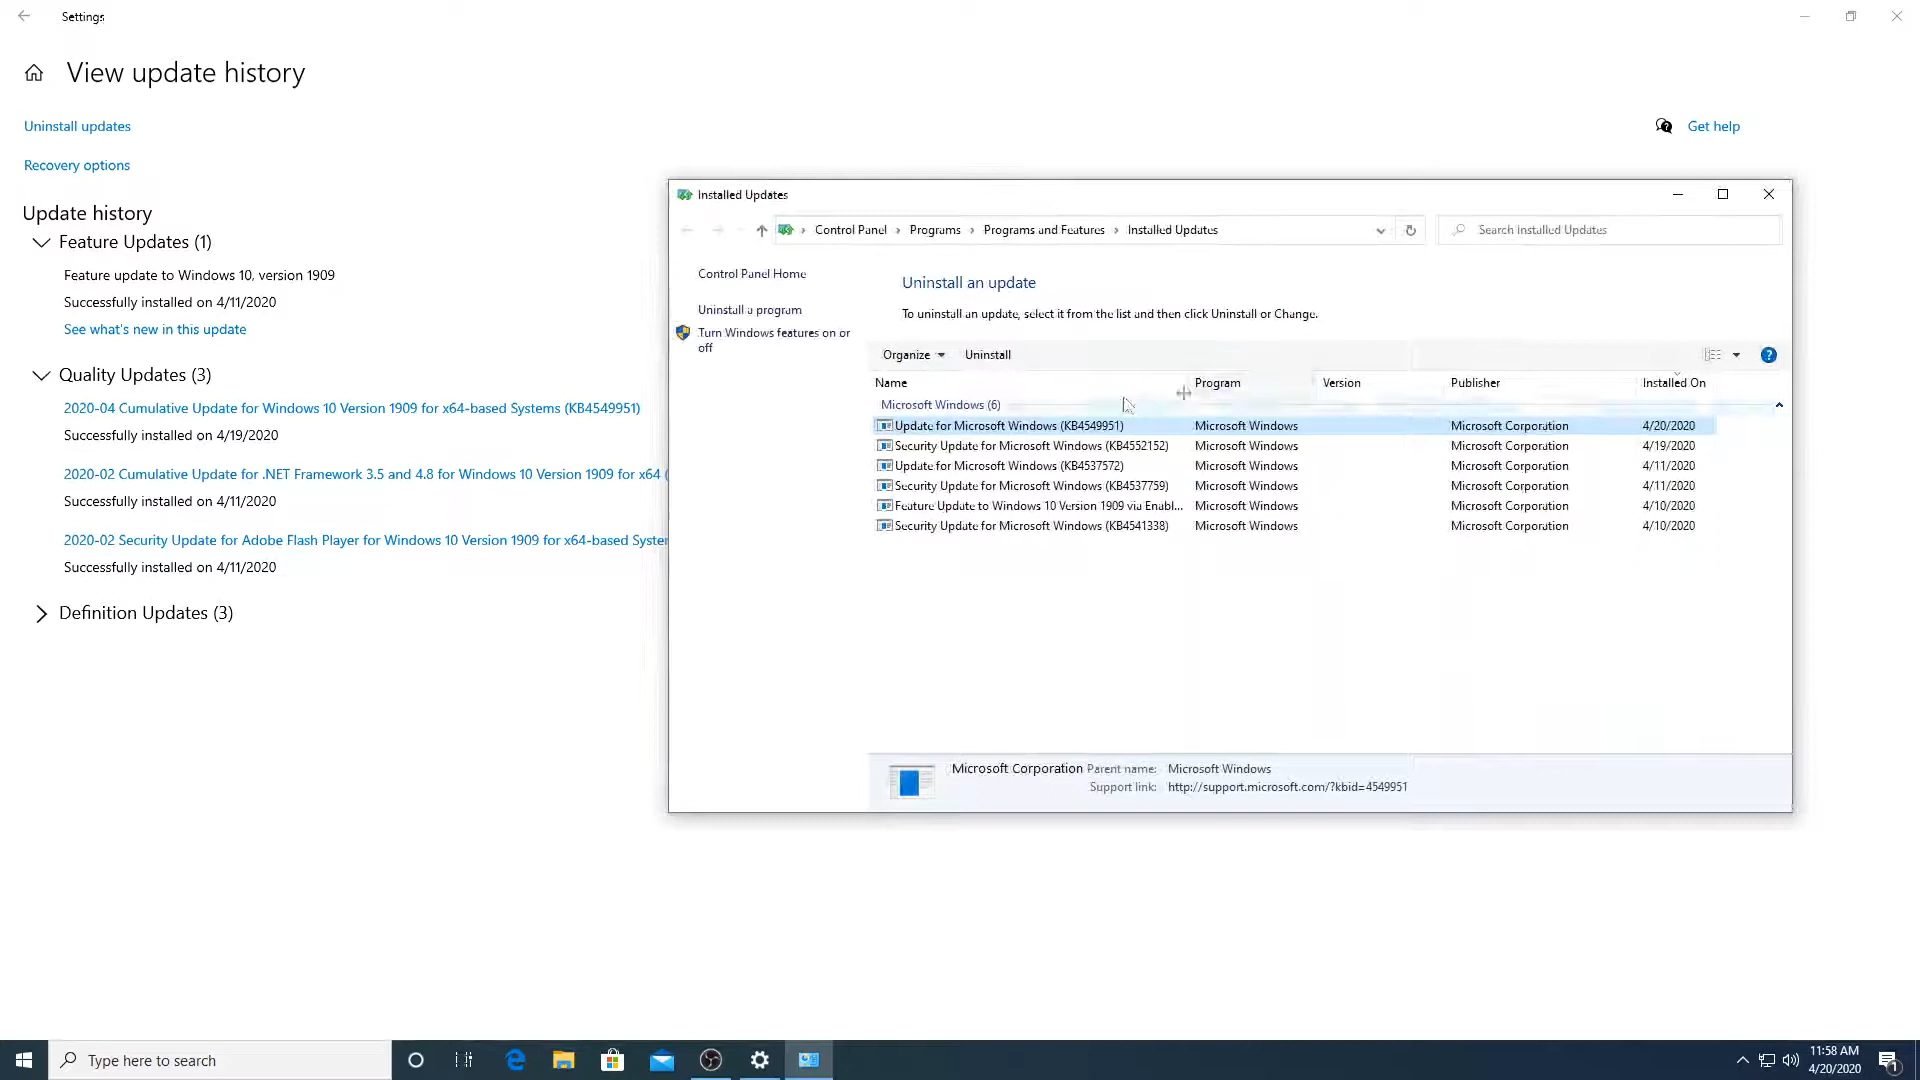 Settings
View update history
Uninstall updates
Get help
Recovery options
Update history
Feature Updates (1)
Feature update to Windows 10, version 1909
Successfully installed on 4/11/2020
See what's new in this update
Quality Updates (3)
2020-04 Cumulative Update for Windows 10 Version 1909 for x64-based Systems (KB4549951)
Successfully installed on 4/19/2020
2020-02 Cumulative Update for .NET Framework 3.5 and 4.8 for Windows 10 Version 1909 for x64 (
Successfully installed on 4/11/2020
2020-02 Security Update for Adobe Flash Player for Windows 10 Version 1909 for x64-based System
Successfully installed on 4/11/2020
Definition Updates (3)
Installed Updates
Control Panel > Programs > Programs and Features > Installed Updates
Search Installed Updates
Control Panel Home
Uninstall a program
Turn Windows features on or
off
Uninstall an update
To uninstall an update, select it from the list and then click Uninstall or Change.
Organize Uninstall
Name Program Version Publisher Installed On
Microsoft Windows (6)
Update for Microsoft Windows (KB4549951) Microsoft Windows Microsoft Corporation 4/20/2020
Security Update for Microsoft Windows (KB4552152) Microsoft Windows Microsoft Corporation 4/19/2020
Update for Microsoft Windows (KB4537572) Microsoft Windows Microsoft Corporation 4/11/2020
Security Update for Microsoft Windows (KB4537759) Microsoft Windows Microsoft Corporation 4/11/2020
Feature Update to Windows 10 Version 1909 via Enabl... Microsoft Windows Microsoft Corporation 4/10/2020
Security Update for Microsoft Windows (KB4541338) Microsoft Windows Microsoft Corporation 4/10/2020
Microsoft Corporation Parent name: Microsoft Windows
Support link: http://support.microsoft.com/?kbid=4549951
Type here to search
11:58 AM
4/20/2020
1